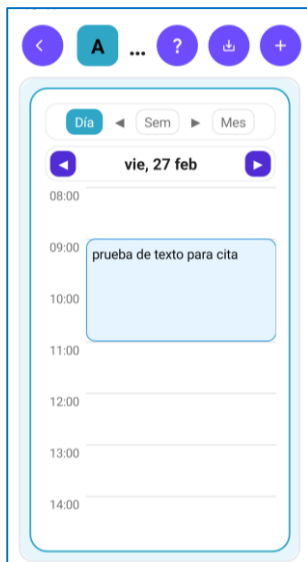 A ... ?
Día Sem Mes
vie, 27 feb
08:00
09:00
prueba de texto para cita
10:00
11:00
12:00
13:00
14:00